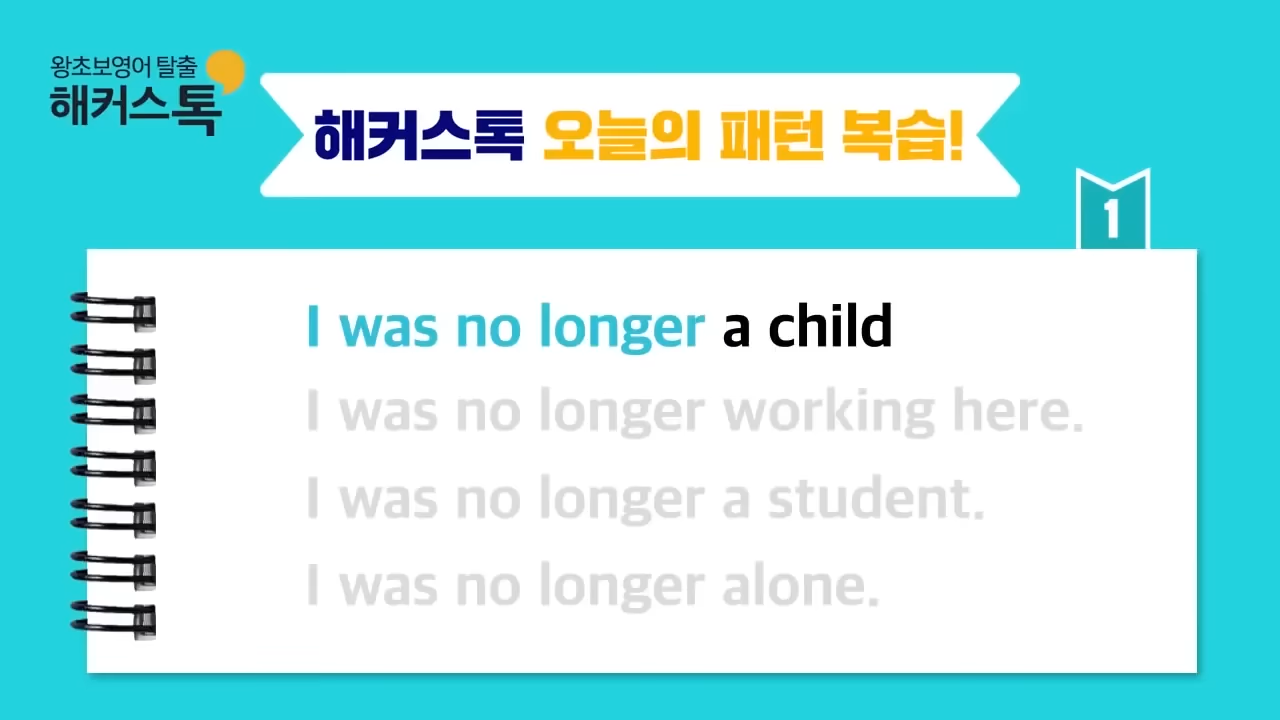 왕초보영어 탈출
해커스톡
해커스톡 오늘의 패턴 복습!
1
I was no longer a child
I was no longer working here.
I was no longer a student.
I was no longer alone.